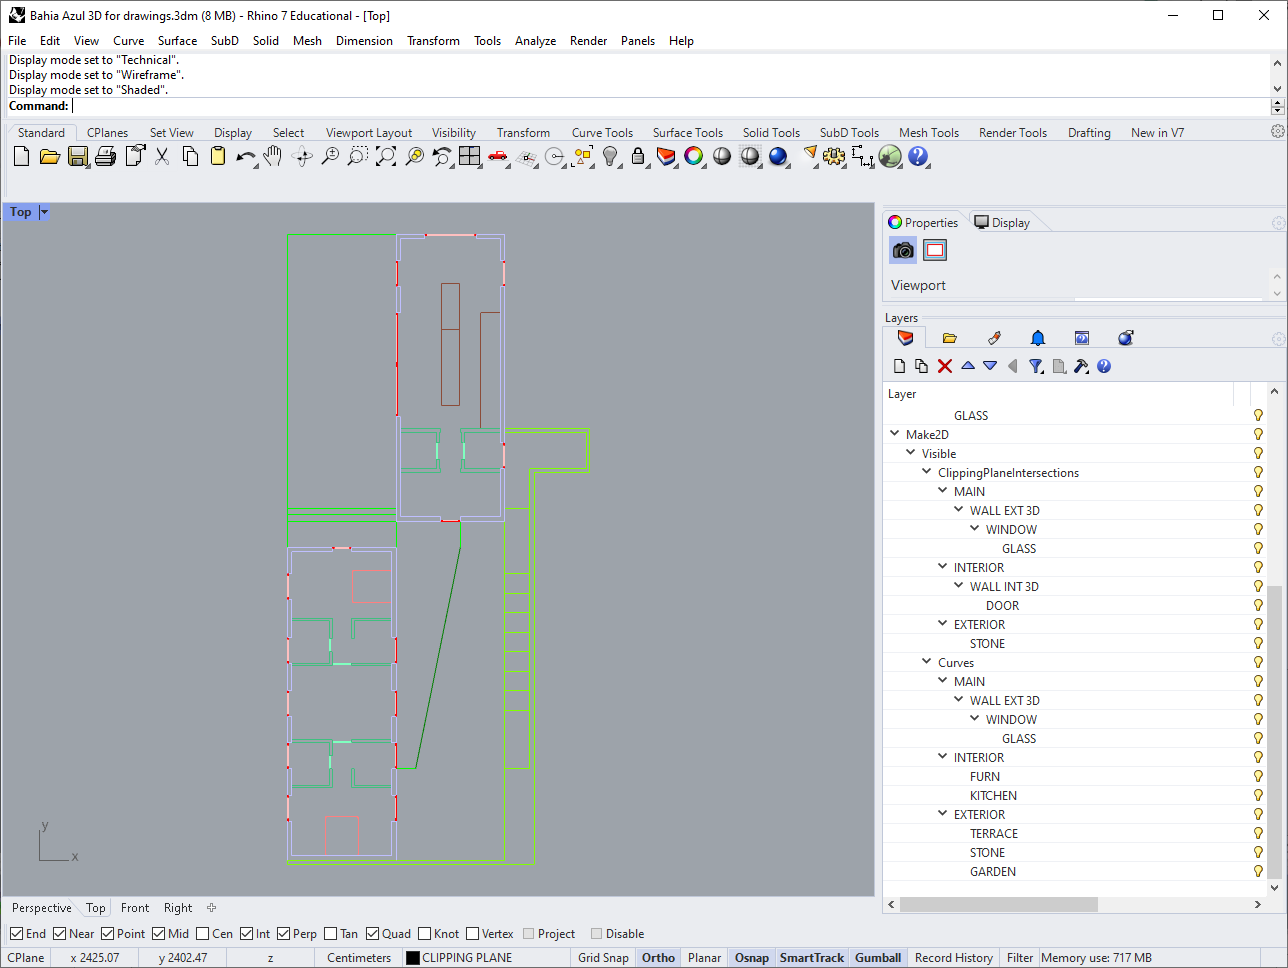 Bahia Azul 3D for drawings.3dm (8 MB) - Rhino 7 Educational - [Top]
File Edit View Curve Surface SubD Solid Mesh Dimension Transform Tools Analyze Render Panels Help
Display mode set to "Technical".
Display mode set to "Wireframe".
Display mode set to "Shaded".
Command:
Standard CPlanes Set View Display Select Viewport Layout Visibility Transform Curve Tools Surface Tools Solid Tools SubD Tools Mesh Tools Render Tools Drafting New in V7
Top
y
x
Properties Display
Viewport
Layers
Layer
GLASS
Make2D
Visible
ClippingPlaneIntersections
MAIN
WALL EXT 3D
WINDOW
GLASS
INTERIOR
WALL INT 3D
DOOR
EXTERIOR
STONE
Curves
MAIN
WALL EXT 3D
WINDOW
GLASS
INTERIOR
FURN
KITCHEN
EXTERIOR
TERRACE
STONE
GARDEN
Perspective Top Front Right
End Near Point Mid Cen Int Perp Tan Quad Knot Vertex Project Disable
CPlane x 2425.07 y 2402.47 z Centimeters CLIPPING PLANE Grid Snap Ortho Planar Osnap SmartTrack Gumball Record History Filter Memory use: 717 MB